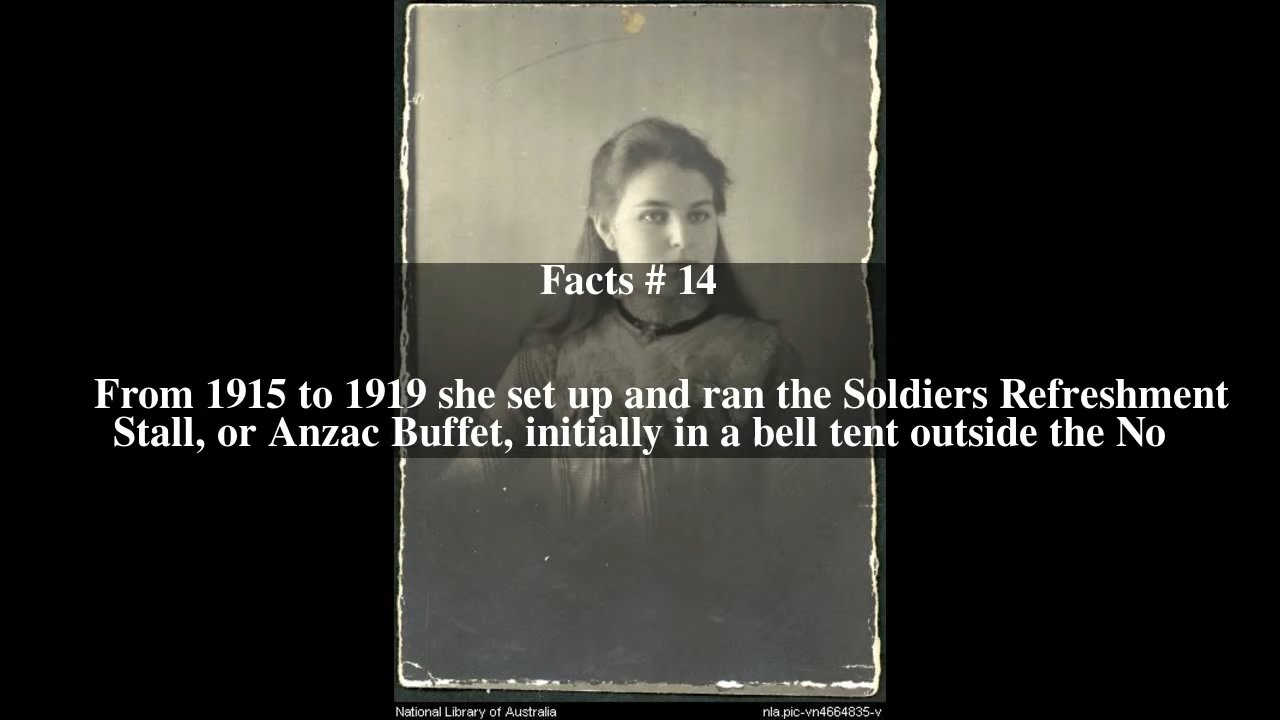 Facts # 14
From 1915 to 1919 she set up and ran the Soldiers Refreshment
Stall, or Anzac Buffet, initially in a bell tent outside the No
National Library of Australia
nla.pic-vn4664835-v